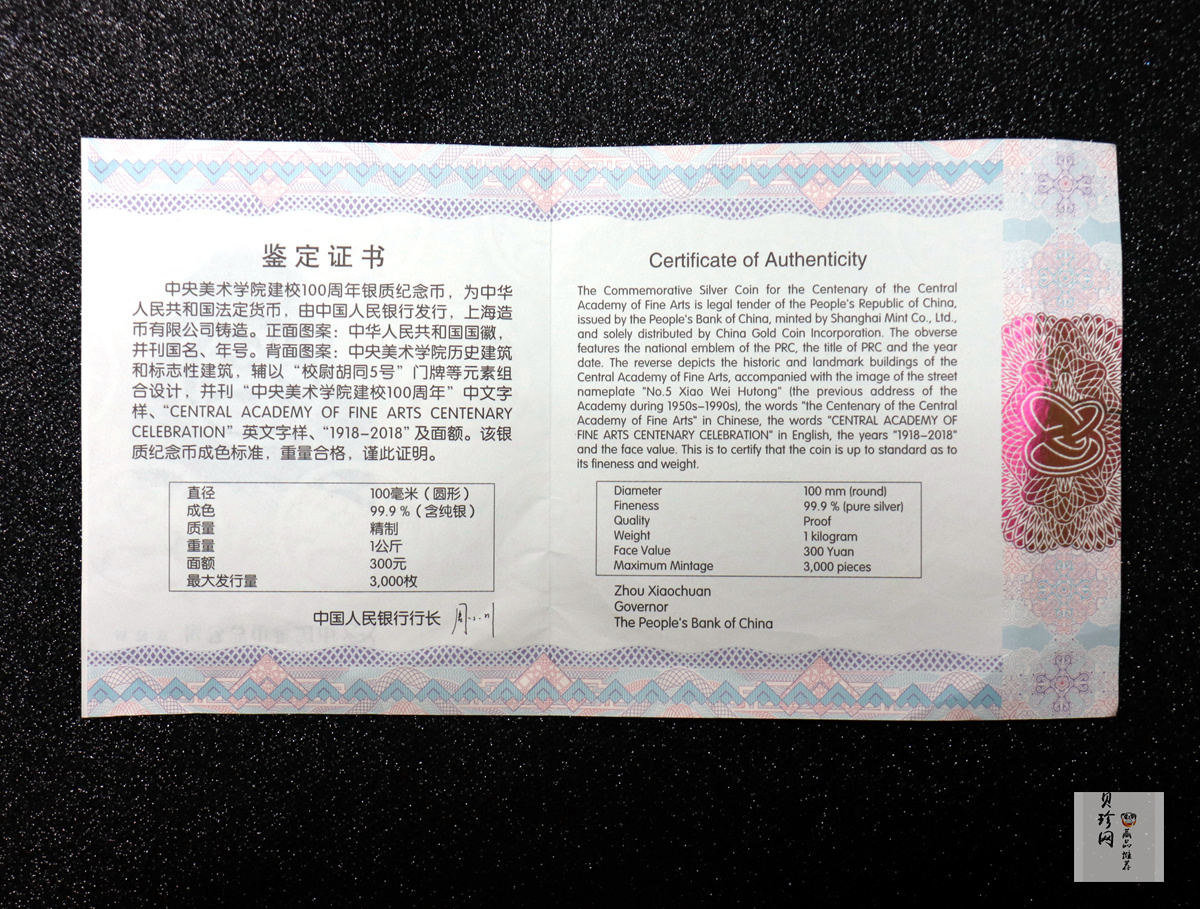 鉴定证书
中央美术学院建校100周年银质纪念币，为中华
人民共和国法定货币，由中国人民银行发行，上海造
币有限公司铸造。正面图案：中华人民共和国国徽，
并刊国名、年号。背面图案：中央美术学院历史建筑
和标志性建筑，辅以“校尉胡同5号”门牌等元素组
合设计，并刊“中央美术学院建校100周年”中文字
样、“CENTRAL ACADEMY OF FINE ARTS CENTENARY
CELEBRATION”英文字样、“1918–2018”及面额。该银
质纪念币成色标准，重量合格，谨此证明。
直径 100毫米（圆形）
成色 99.9％（含纯银）
质量 精制
重量 1公斤
面额 300元
最大发行量 3,000枚
中国人民银行行长
Certificate of Authenticity
The Commemorative Silver Coin for the Centenary of the Central
Academy of Fine Arts is legal tender of the People's Republic of China,
issued by the People's Bank of China, minted by Shanghai Mint Co., Ltd.,
and solely distributed by China Gold Coin Incorporation. The obverse
features the national emblem of the PRC, the title of PRC and the year
date. The reverse depicts the historic and landmark buildings of the
Central Academy of Fine Arts, accompanied with the image of the street
nameplate "No.5 Xiao Wei Hutong" (the previous address of the
Academy during 1950s–1990s), the words "the Centenary of the Central
Academy of Fine Arts" in Chinese, the words "CENTRAL ACADEMY OF
FINE ARTS CENTENARY CELEBRATION" in English, the years "1918–2018"
and the face value. This is to certify that the coin is up to standard as to
its fineness and weight.
Diameter 100 mm (round)
Fineness 99.9 % (pure silver)
Quality Proof
Weight 1 kilogram
Face Value 300 Yuan
Maximum Mintage 3,000 pieces
Zhou Xiaochuan
Governor
The People's Bank of China
贝珍网
藏品推荐